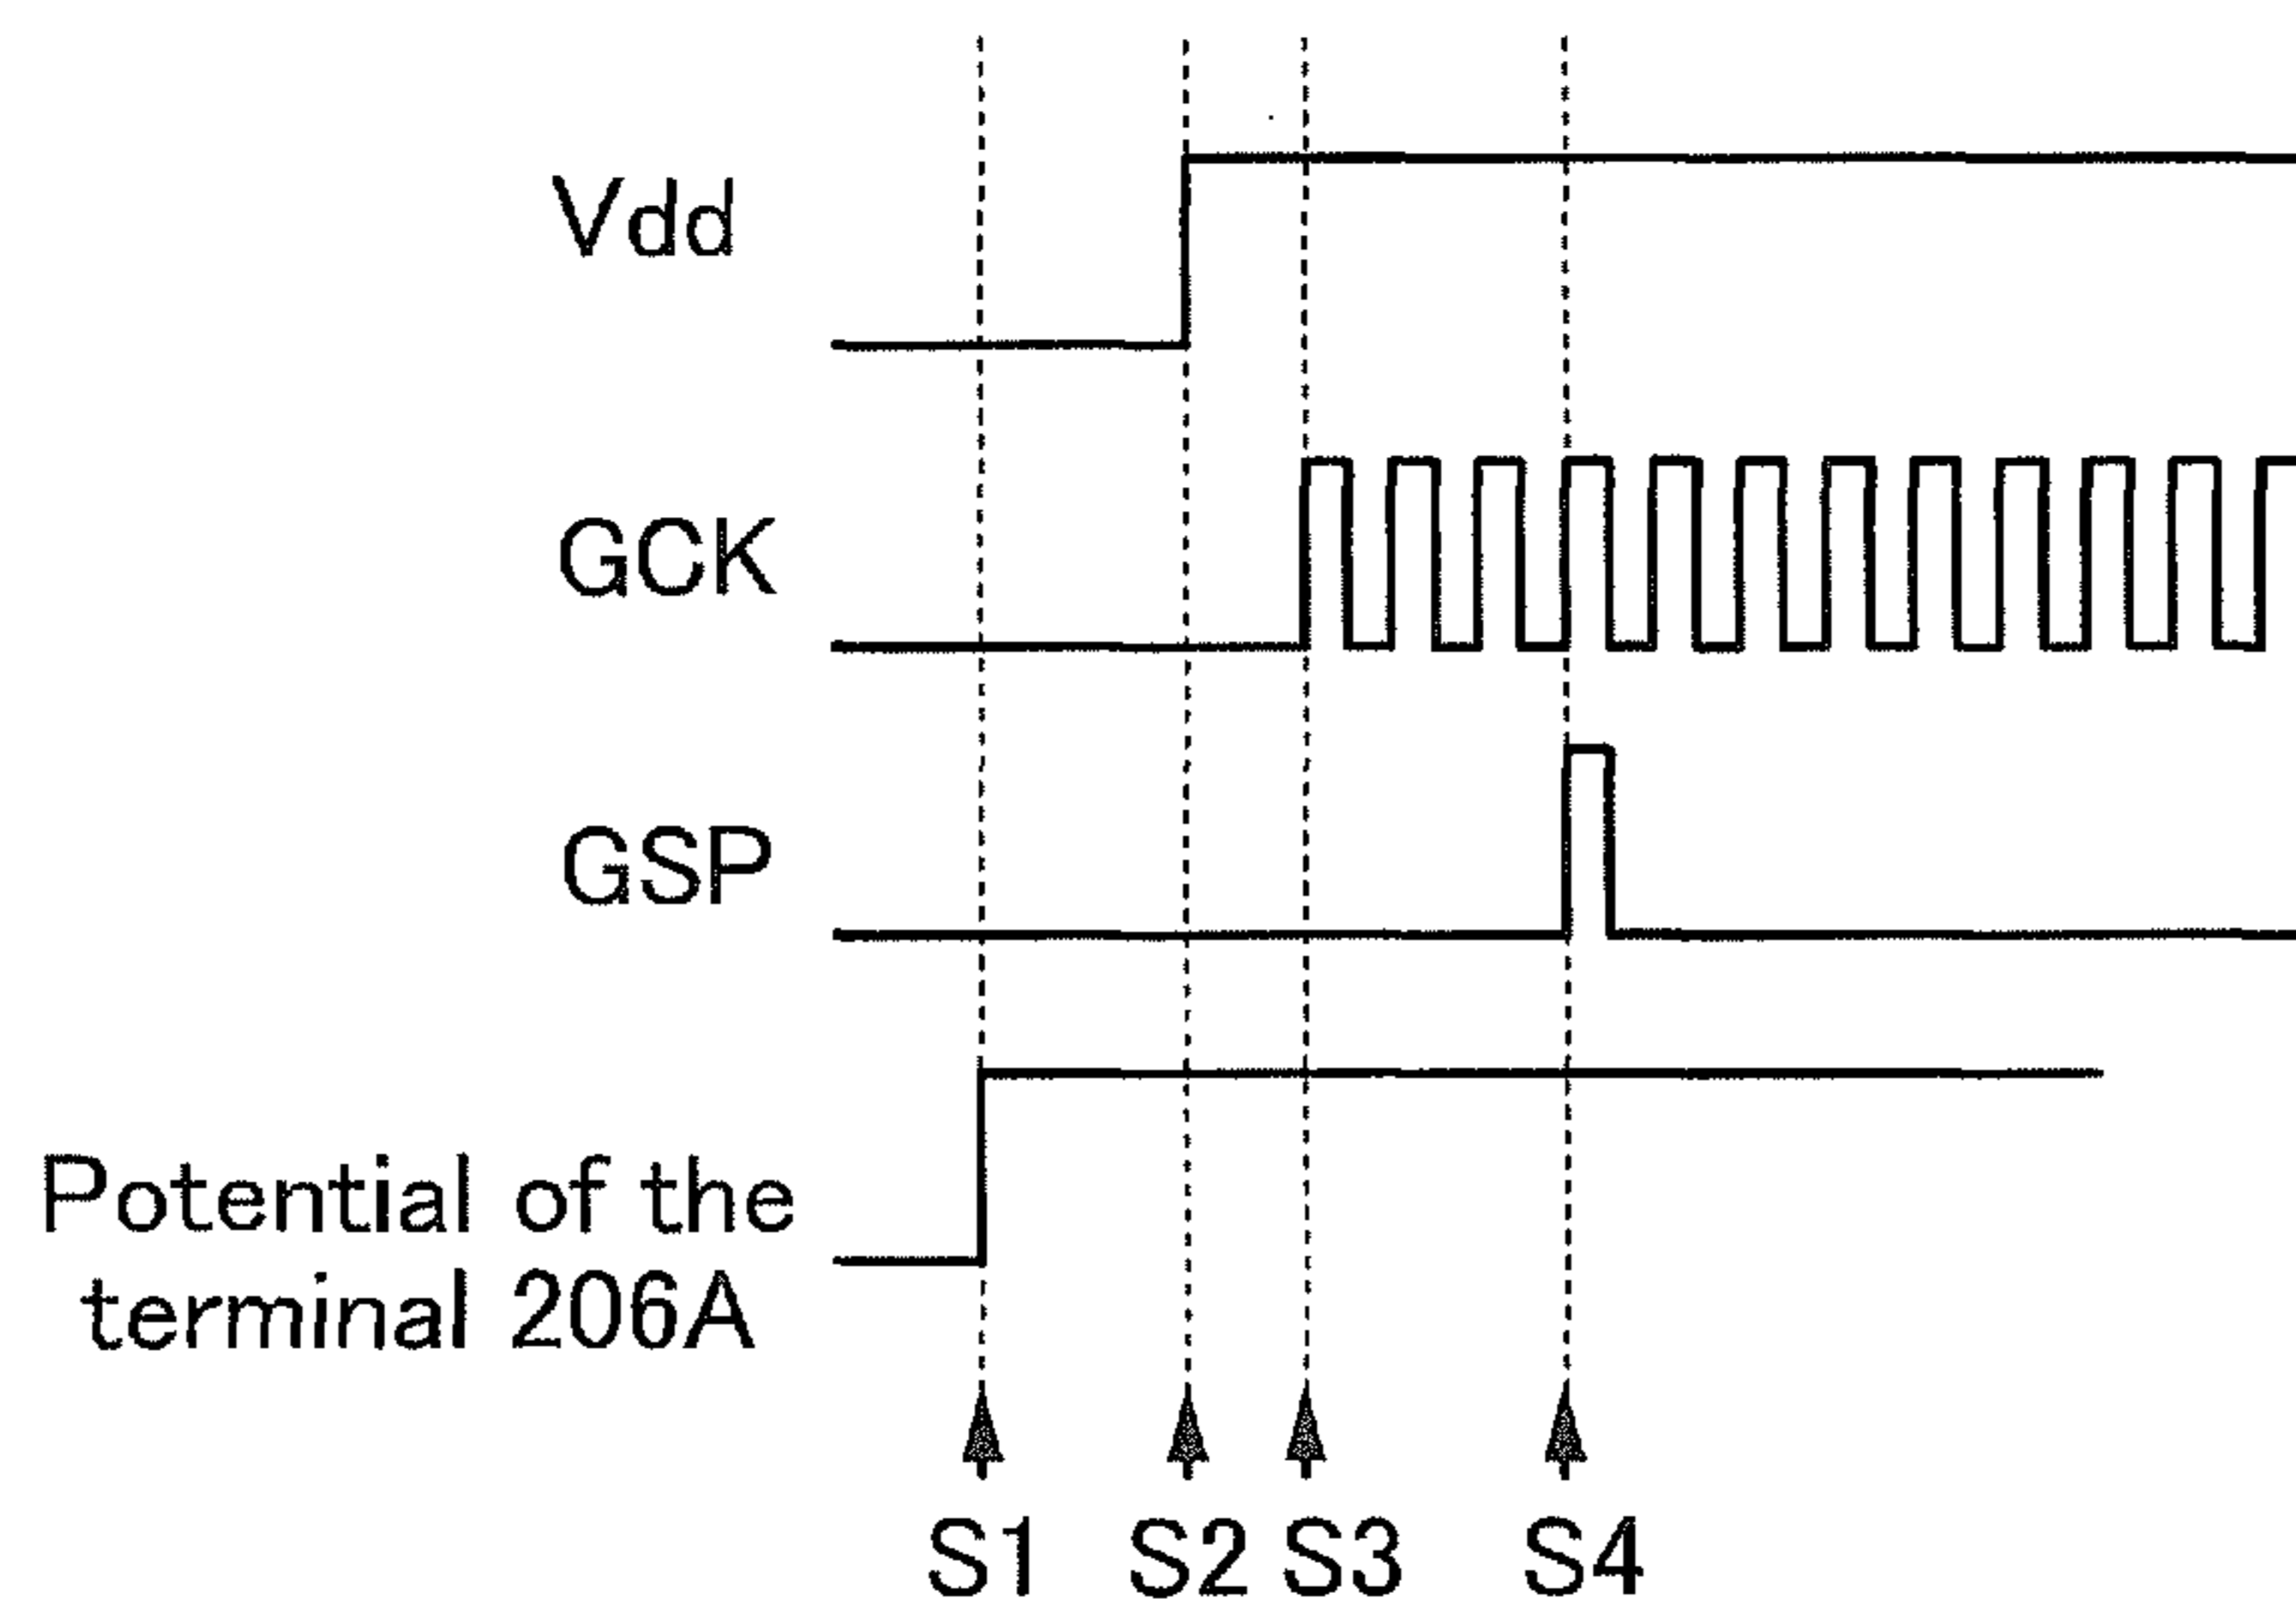 Vdd
GCK
GSP
Potential of the
terminal 206A
S1 S2 S3 S4